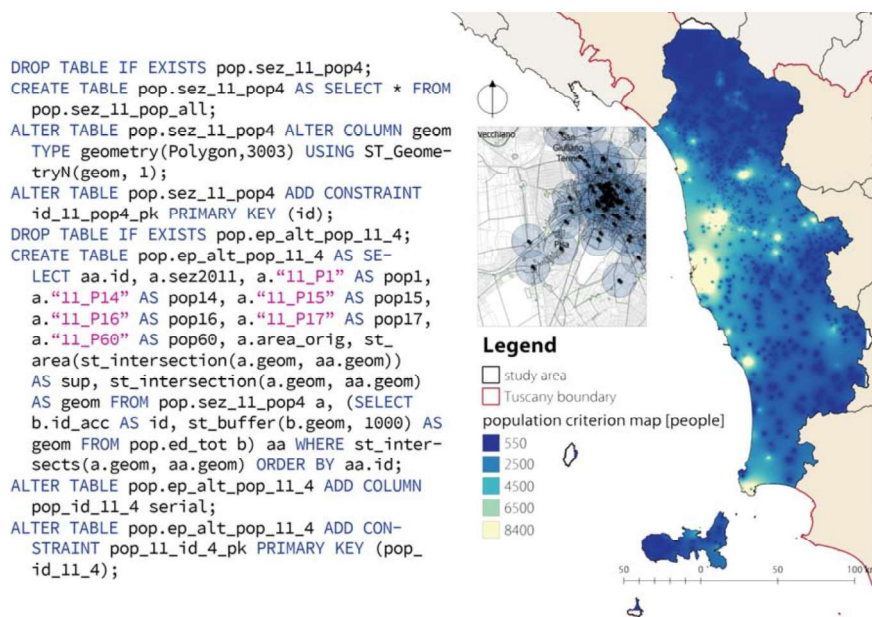 DROP TABLE IF EXISTS pop.sez_11_pop4;
CREATE TABLE pop.sez_11_pop4 AS SELECT * FROM
pop.sez_11_pop_all;
ALTER TABLE pop.sez_11_pop4 ALTER COLUMN geom
TYPE geometry(Polygon,3003) USING ST_Geome-
tryN(geom, 1);
ALTER TABLE pop.sez_11_pop4 ADD CONSTRAINT
id_11_pop4_pk PRIMARY KEY (id);
DROP TABLE IF EXISTS pop.ep_alt_pop_11_4;
CREATE TABLE pop.ep_alt_pop_11_4 AS SE-
LECT aa.id, a.sez2011, a.“11_P1” AS pop1,
a.“11_P14” AS pop14, a.“11_P15” AS pop15,
a.“11_P16” AS pop16, a.“11_P17” AS pop17,
a.“11_P60” AS pop60, a.area_orig, st_
area(st_intersection(a.geom, aa.geom))
AS sup, st_intersection(a.geom, aa.geom)
AS geom FROM pop.sez_11_pop4 a, (SELECT
b.id_acc AS id, st_buffer(b.geom, 1000) AS
geom FROM pop.ed_tot b) aa WHERE st_inter-
sects(a.geom, aa.geom) ORDER BY aa.id;
ALTER TABLE pop.ep_alt_pop_11_4 ADD COLUMN
pop_id_11_4 serial;
ALTER TABLE pop.ep_alt_pop_11_4 ADD CON-
STRAINT pop_11_id_4_pk PRIMARY KEY (pop_
id_11_4);
vecchiano
San
Giuliano
Terme
Pisa
Legend
study area
Tuscany boundary
population criterion map [people]
550
2500
4500
6500
8400
50 0 50 100